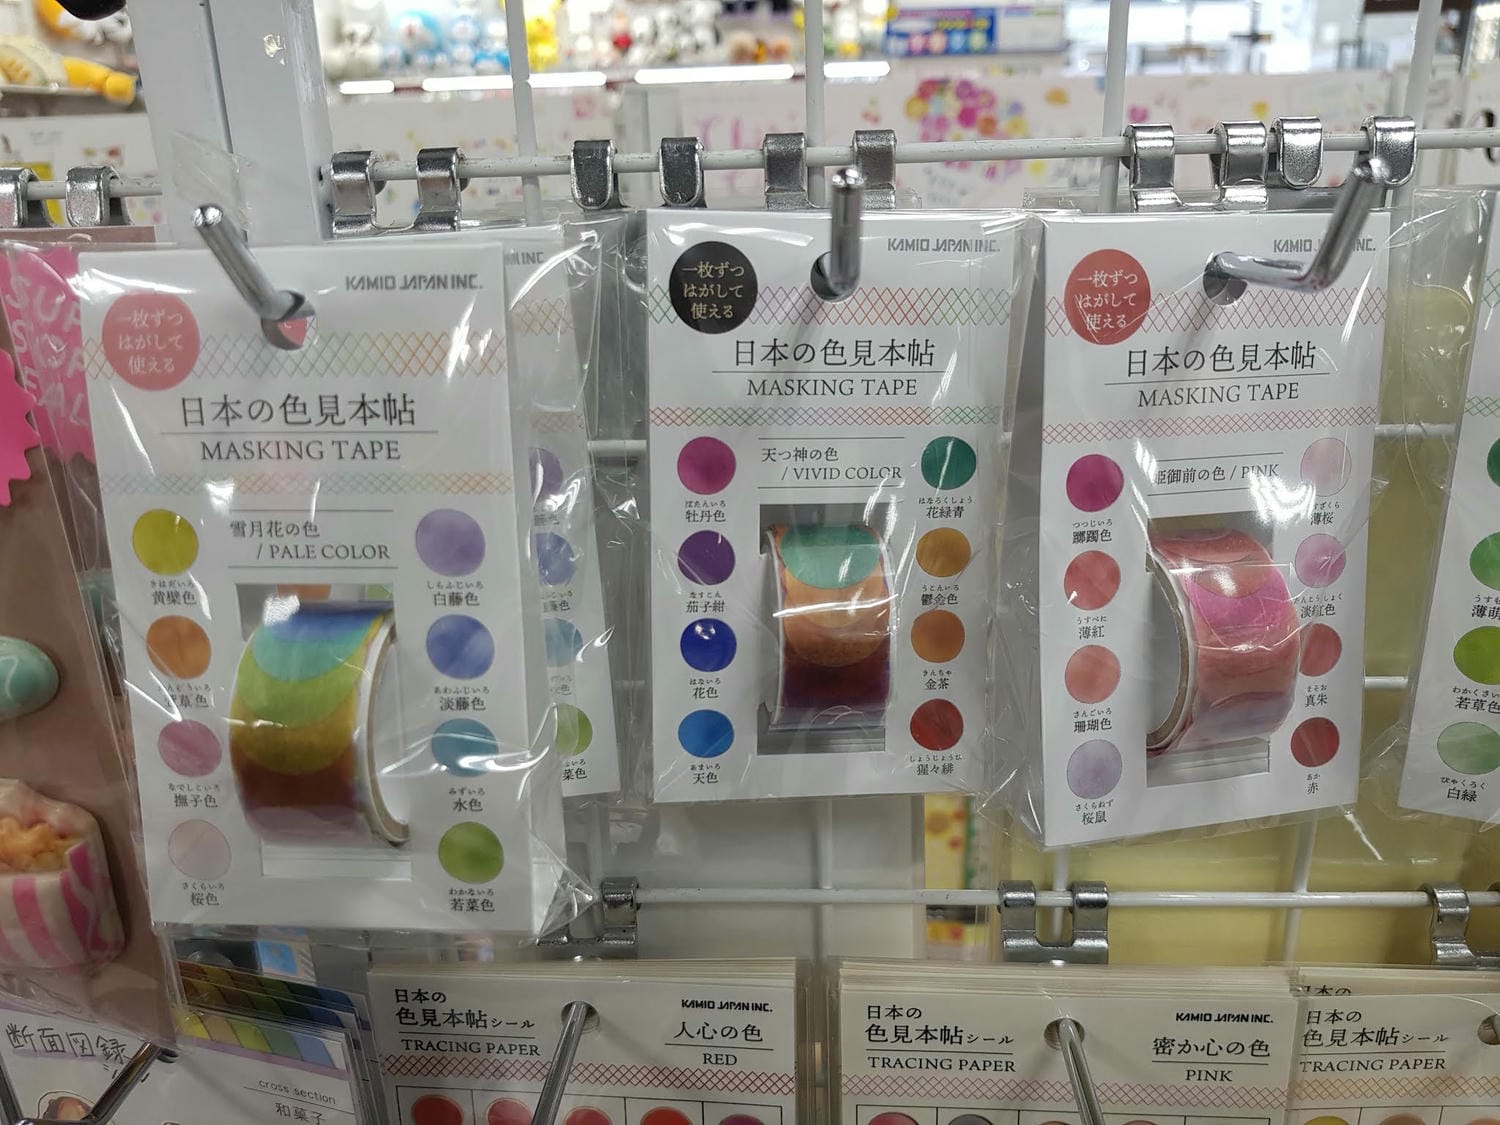 KAMIO JAPAN INC.
一枚ずつ
はがして
使える
日本の色見本帖
MASKING TAPE
雪月花の色
/ PALE COLOR
きはだいろ
黄檗色
草色
なでしこいろ
撫子色
さくらいろ
桜色
しらふじいろ
白藤色
あわふじいろ
淡藤色
みずいろ
水色
わかないろ
若菜色
KAMIO JAPAN INC.
一枚ずつ
はがして
使える
日本の色見本帖
MASKING TAPE
天つ神の色
/ VIVID COLOR
ぼたんいろ
牡丹色
なすこん
茄子紺
はないろ
花色
あまいろ
天色
はなろくしょう
花緑青
うこんいろ
鬱金色
きんちゃ
金茶
しょうじょうひ
猩々緋
KAMIO JAPAN INC.
一枚ずつ
はがして
使える
日本の色見本帖
MASKING TAPE
姫御前の色 / PINK
つつじいろ
躑躅色
うすべに
薄紅
さんごいろ
珊瑚色
さくらねず
桜鼠
薄桜
淡紅色
まそお
真朱
あか
赤
若草色
びゃくろく
白緑
断面図録
cross section
和菓子
日本の
色見本帖シール
TRACING PAPER
KAMIO JAPAN INC.
人心の色
RED
日本の
色見本帖シール
TRACING PAPER
KAMIO JAPAN INC.
密か心の色
PINK
日本の
色見本帖シール
TRACING PAPER